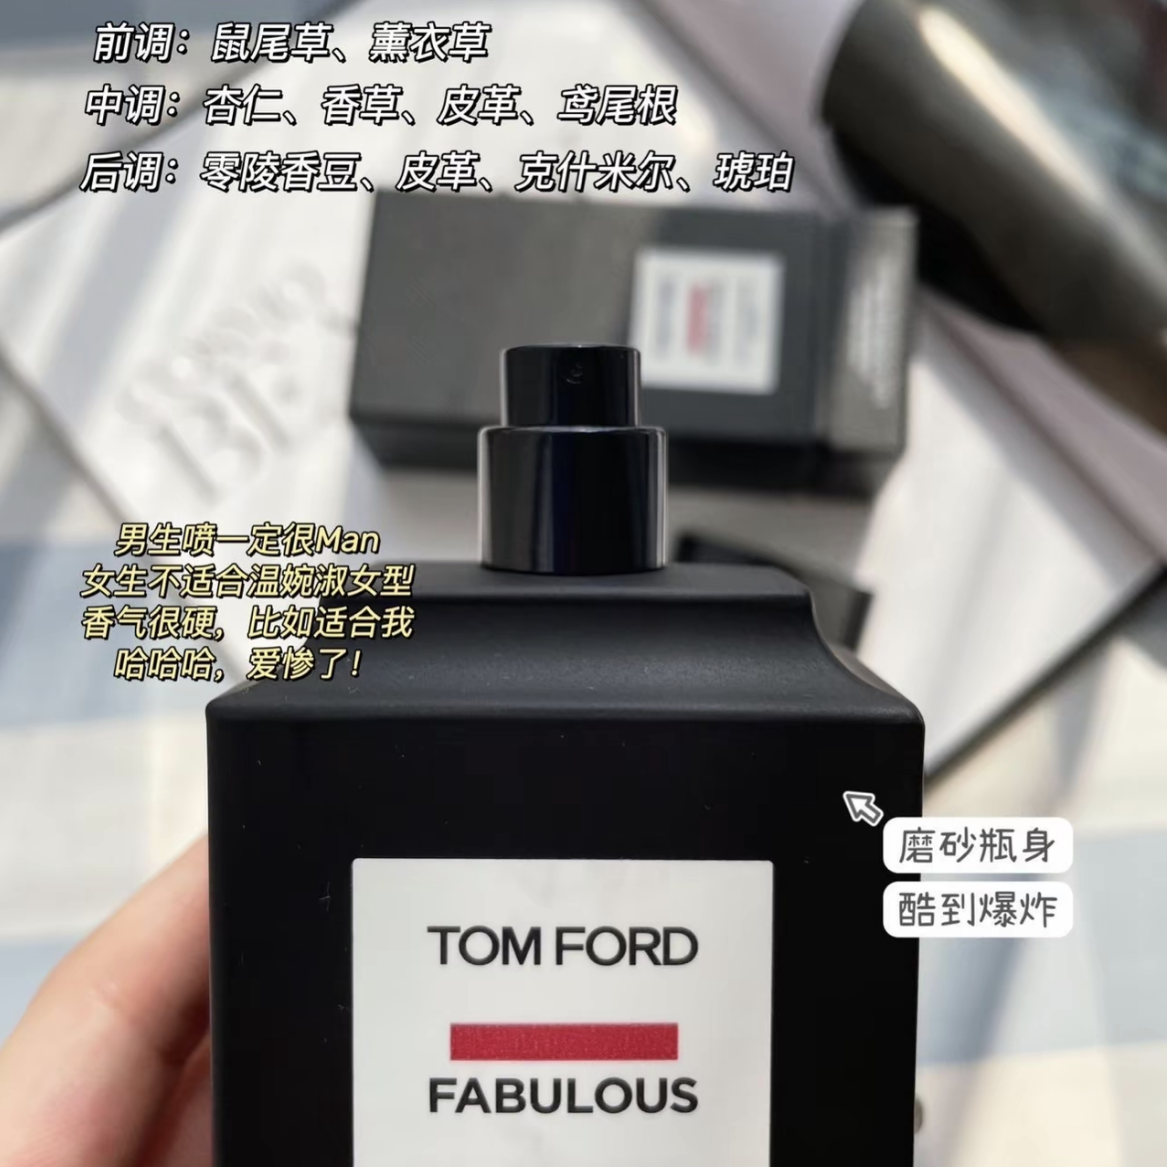 前调：鼠尾草、薰衣草
中调：杏仁、香草、皮革、鸢尾根
后调：零陵香豆、皮革、克什米尔、琥珀
男生喷一定很Man
女生不适合温婉淑女型
香气很硬，比如适合我
哈哈哈，爱惨了！
磨砂瓶身
酷到爆炸
TOM FORD
FABULOUS